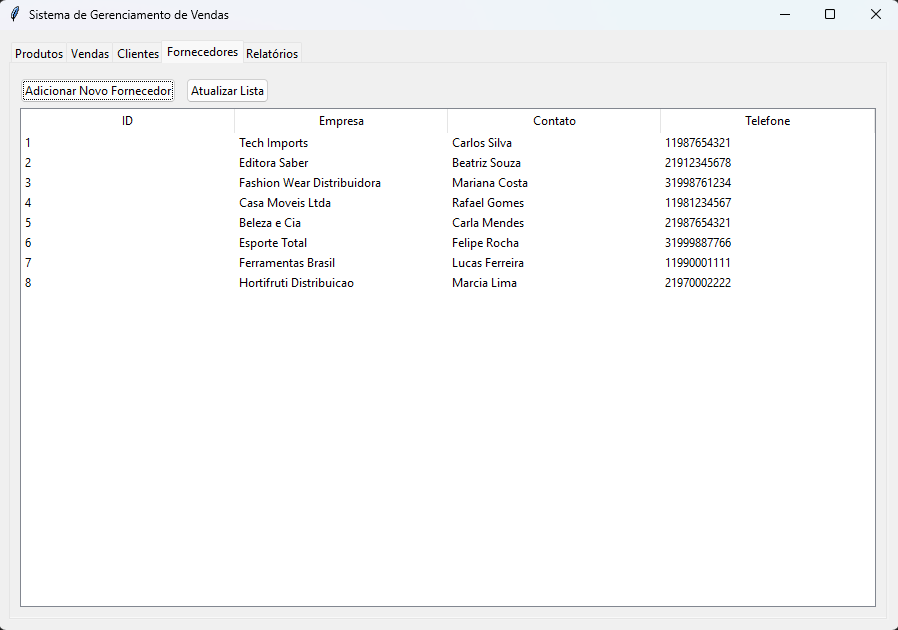 Sistema de Gerenciamento de Vendas
Produtos Vendas Clientes Fornecedores Relatórios
Adicionar Novo Fornecedor Atualizar Lista
ID Empresa Contato Telefone
1 Tech Imports Carlos Silva 11987654321
2 Editora Saber Beatriz Souza 21912345678
3 Fashion Wear Distribuidora Mariana Costa 31998761234
4 Casa Moveis Ltda Rafael Gomes 11981234567
5 Beleza e Cia Carla Mendes 21987654321
6 Esporte Total Felipe Rocha 31999887766
7 Ferramentas Brasil Lucas Ferreira 11990001111
8 Hortifruti Distribuicao Marcia Lima 21970002222